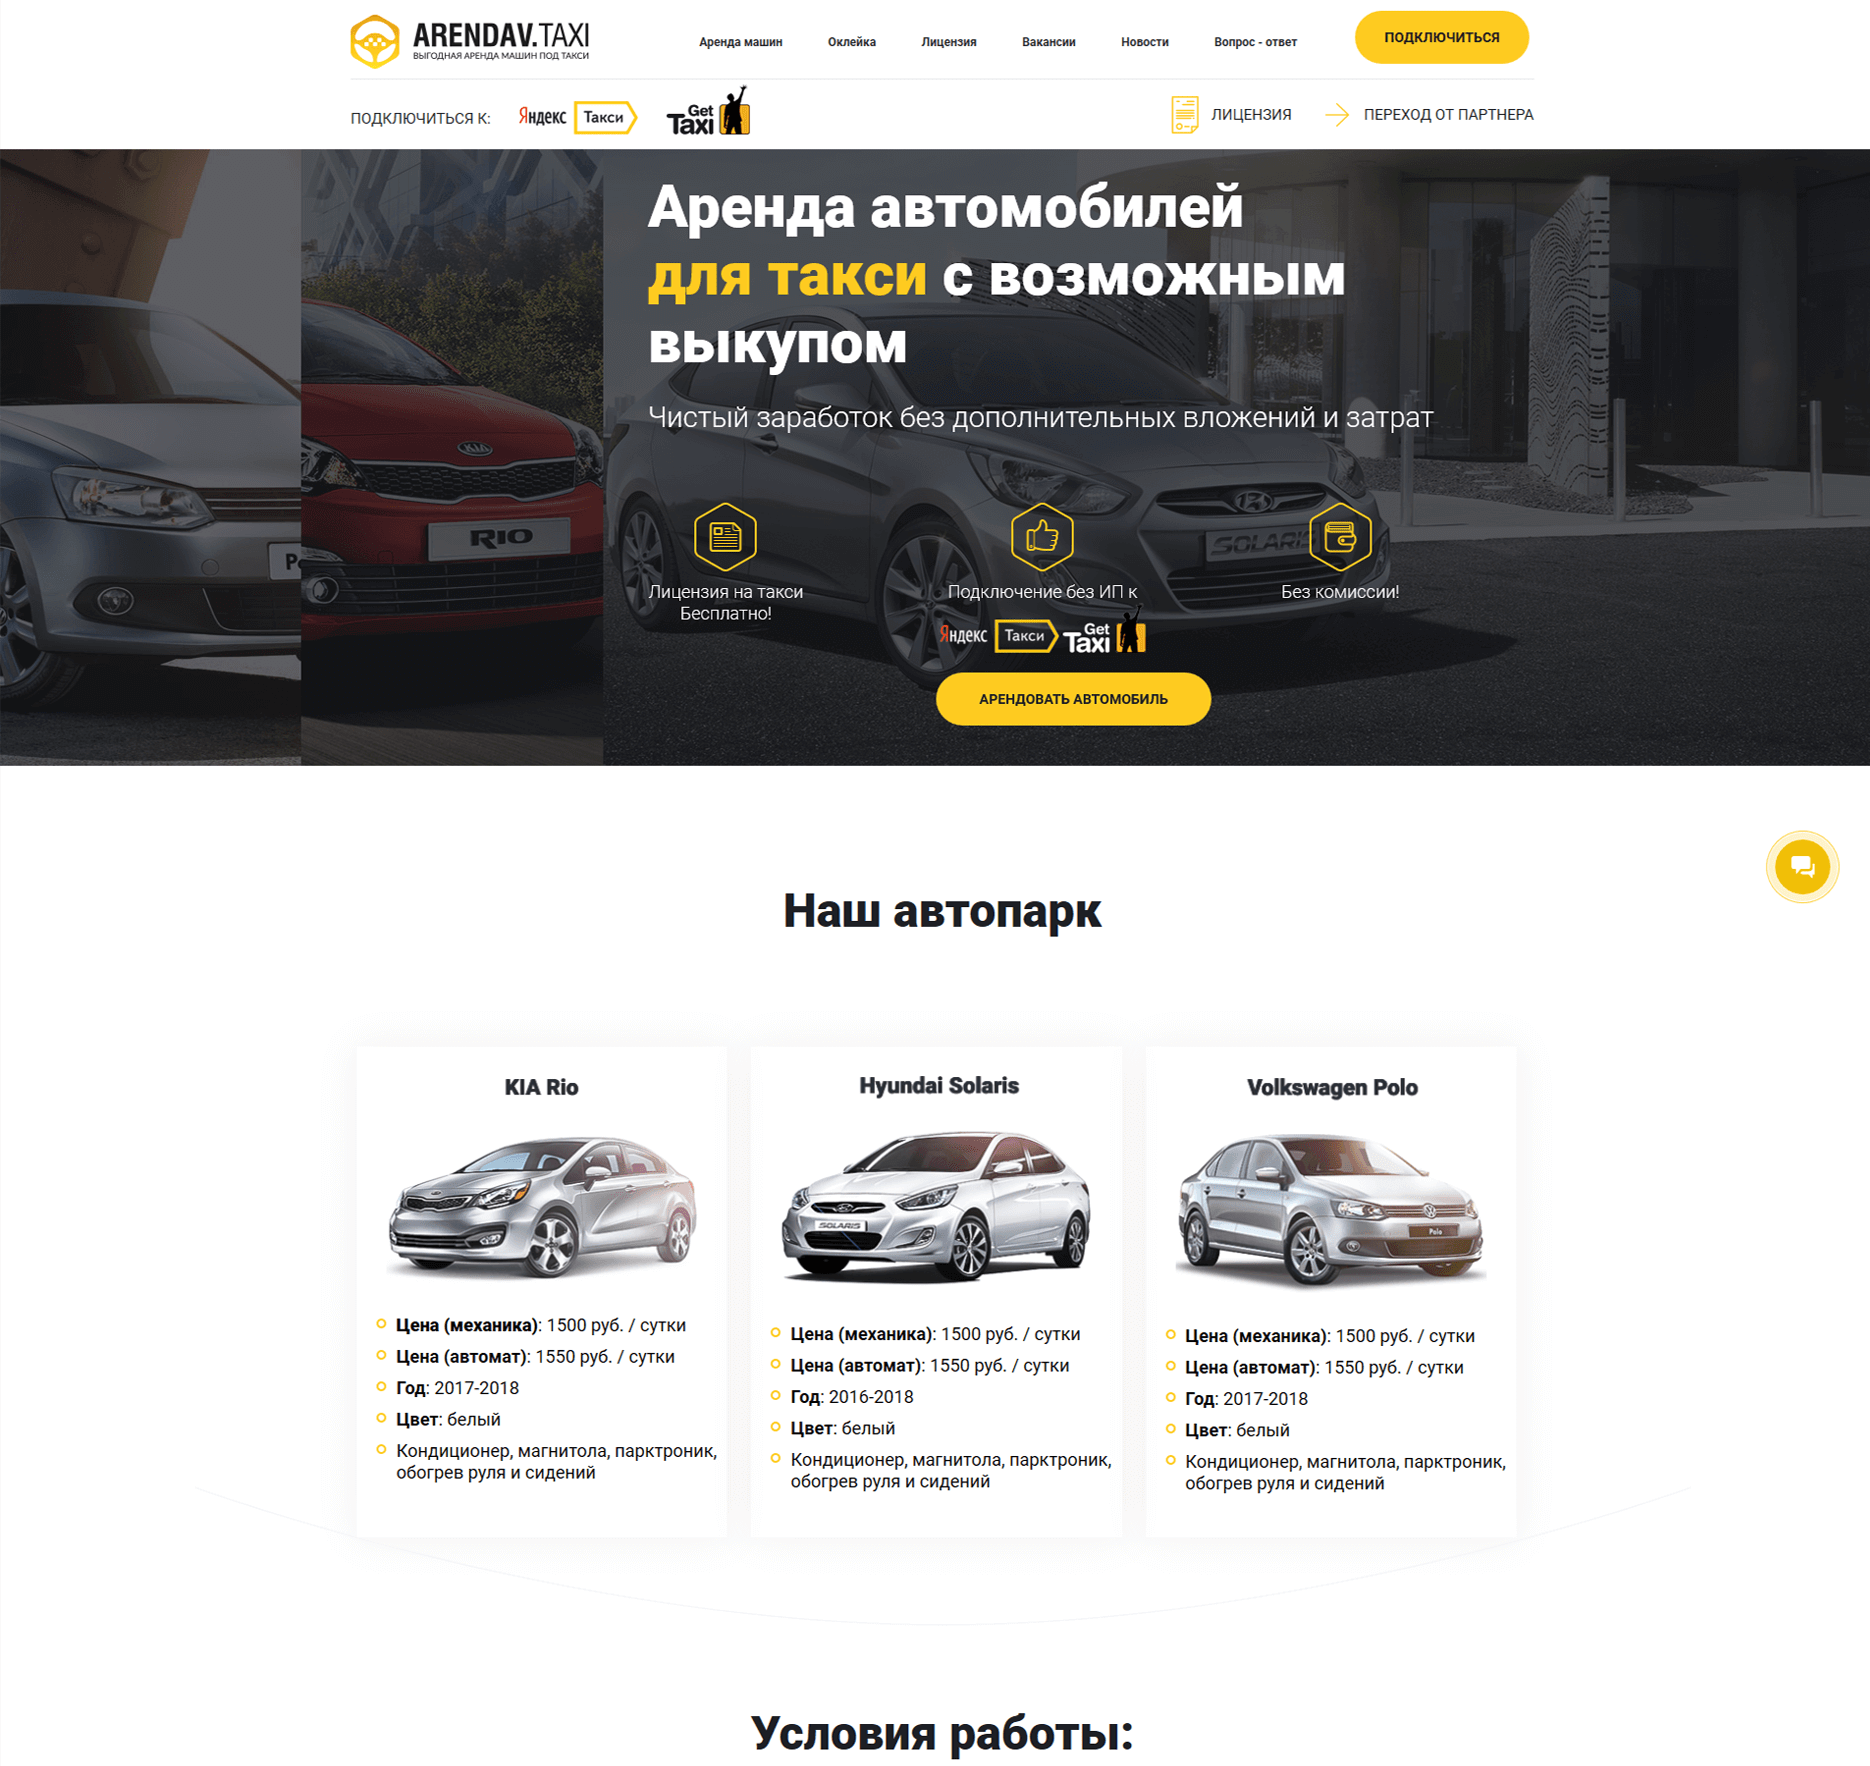 ARENDAV.TAXI
ВЫГОДНАЯ АРЕНДА МАШИН ПОД ТАКСИ
Аренда машин
Оклейка
Лицензия
Вакансии
Новости
Вопрос - ответ
ПОДКЛЮЧИТЬСЯ
ПОДКЛЮЧИТЬСЯ К:
Яндекс Такси
Get
Taxi
ЛИЦЕНЗИЯ
ПЕРЕХОД ОТ ПАРТНЕРА
Аренда автомобилей
для такси с возможным
выкупом
Чистый заработок без дополнительных вложений и затрат
KIA
RIO
SOLARIS
Лицензия на такси
Бесплатно!
Подключение без ИП к
Яндекс Такси
Get
Taxi
Без комиссии!
АРЕНДОВАТЬ АВТОМОБИЛЬ
Наш автопарк
KIA Rio
Цена (механика): 1500 руб. / сутки
Цена (автомат): 1550 руб. / сутки
Год: 2017-2018
Цвет: белый
Кондиционер, магнитола, парктроник,
обогрев руля и сидений
Hyundai Solaris
SOLARIS
Цена (механика): 1500 руб. / сутки
Цена (автомат): 1550 руб. / сутки
Год: 2016-2018
Цвет: белый
Кондиционер, магнитола, парктроник,
обогрев руля и сидений
Volkswagen Polo
Polo
Цена (механика): 1500 руб. / сутки
Цена (автомат): 1550 руб. / сутки
Год: 2017-2018
Цвет: белый
Кондиционер, магнитола, парктроник,
обогрев руля и сидений
Условия работы: